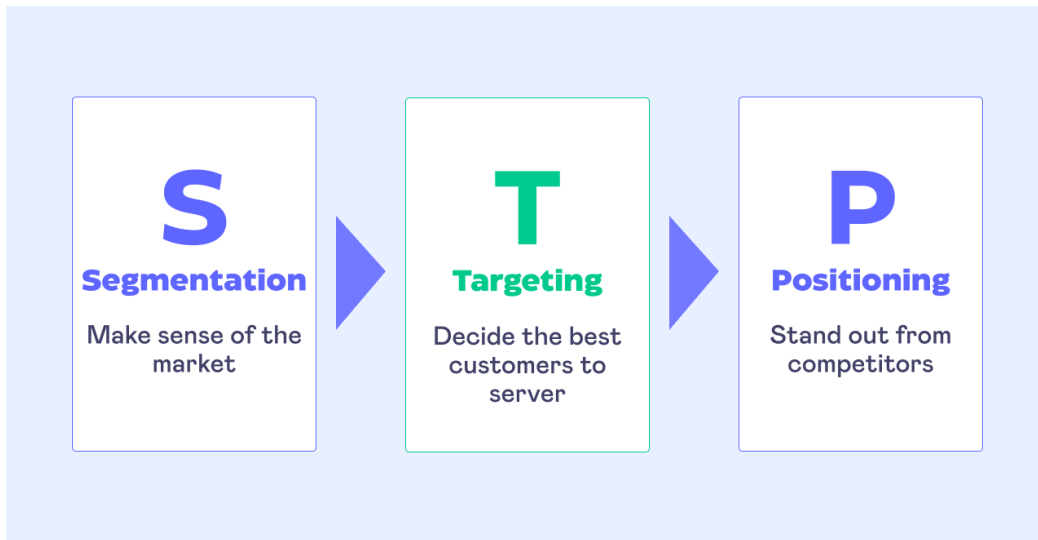 S
Segmentation
Make sense of the
market
T
Targeting
Decide the best
customers to
server
P
Positioning
Stand out from
competitors